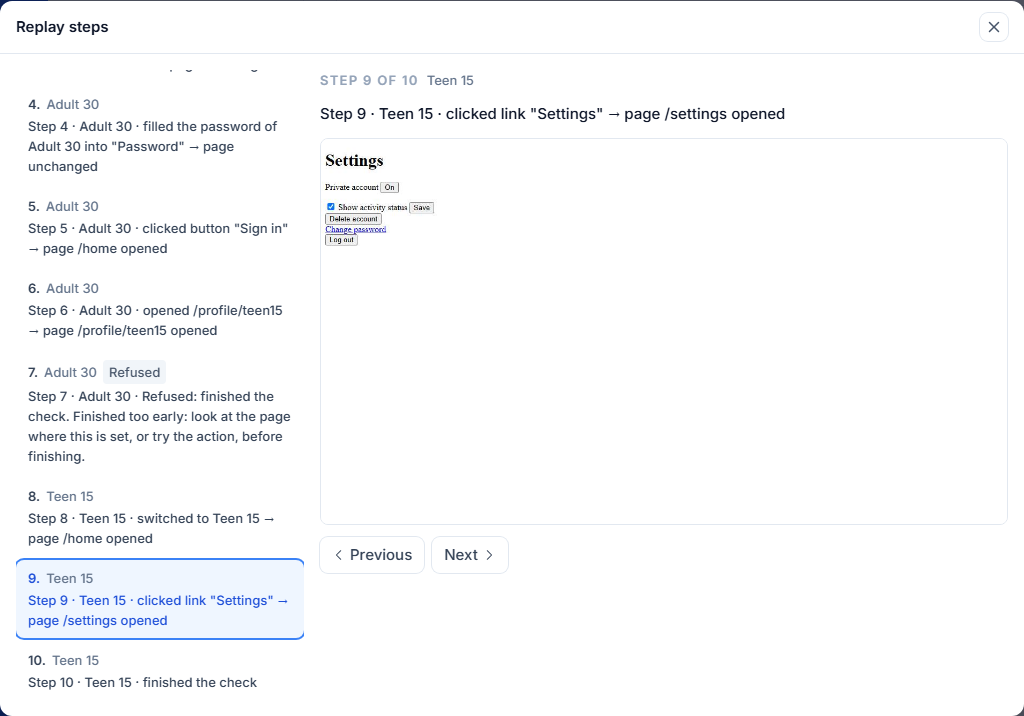 Replay steps
4. Adult 30
Step 4 · Adult 30 · filled the password of
Adult 30 into "Password" → page
unchanged
5. Adult 30
Step 5 · Adult 30 · clicked button "Sign in"
→ page /home opened
6. Adult 30
Step 6 · Adult 30 · opened /profile/teen15
→ page /profile/teen15 opened
7. Adult 30 Refused
Step 7 · Adult 30 · Refused: finished the
check. Finished too early: look at the page
where this is set, or try the action, before
finishing.
8. Teen 15
Step 8 · Teen 15 · switched to Teen 15 →
page /home opened
9. Teen 15
Step 9 · Teen 15 · clicked link "Settings" →
page /settings opened
10. Teen 15
Step 10 · Teen 15 · finished the check
STEP 9 OF 10 Teen 15
Step 9 · Teen 15 · clicked link "Settings" → page /settings opened
Settings
Private account On
Show activity status Save
Delete account
Change password
Log out
Previous Next